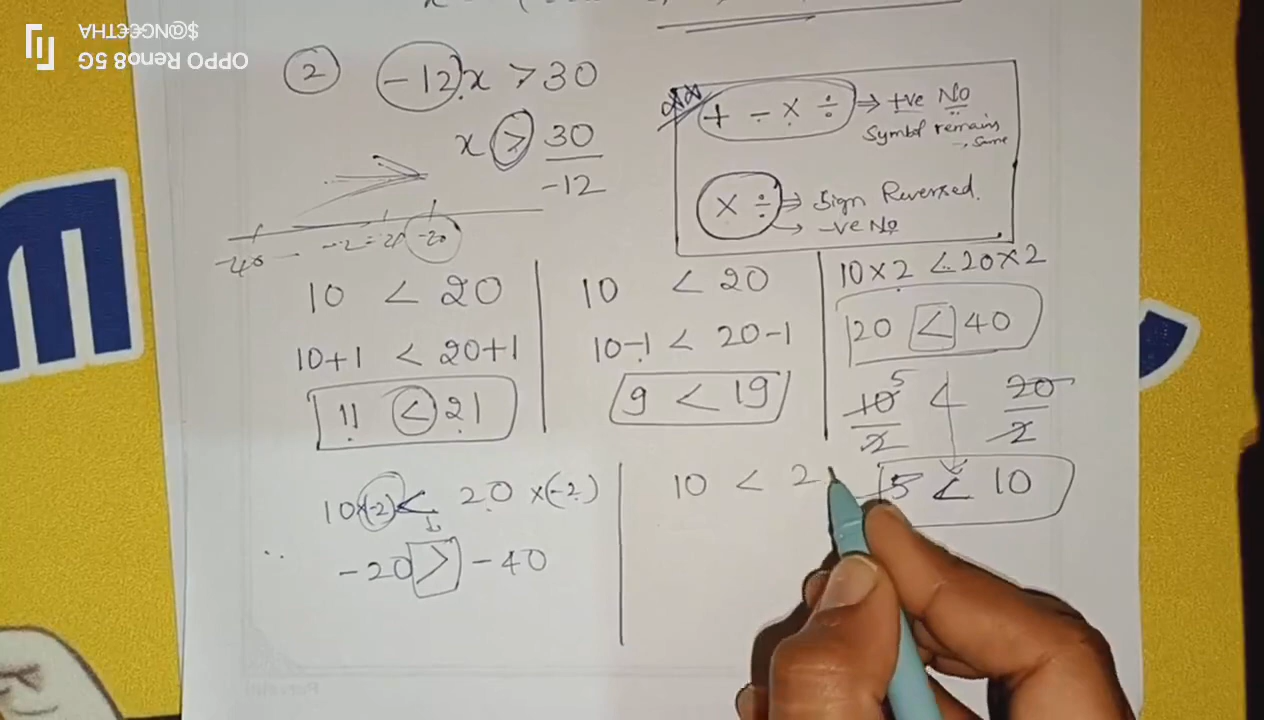 $@NGEETHA
OPPO Reno8 5G
2 -12x > 30
x > 30
-12
+ - × ÷ ⇒ +ve No
Symbol remains
→ same
× ÷ ⇒ Sign Reversed.
→ -ve No
-40 -20
10 < 20
10+1 < 20+1
11 < 21
10 < 20
10-1 < 20-1
9 < 19
10×2 < 20×2
20 < 40
10 5 < 20
2 2
5 < 10
10×(-2) < 20 ×(-2)
∴ -20 > -40
10 < 2